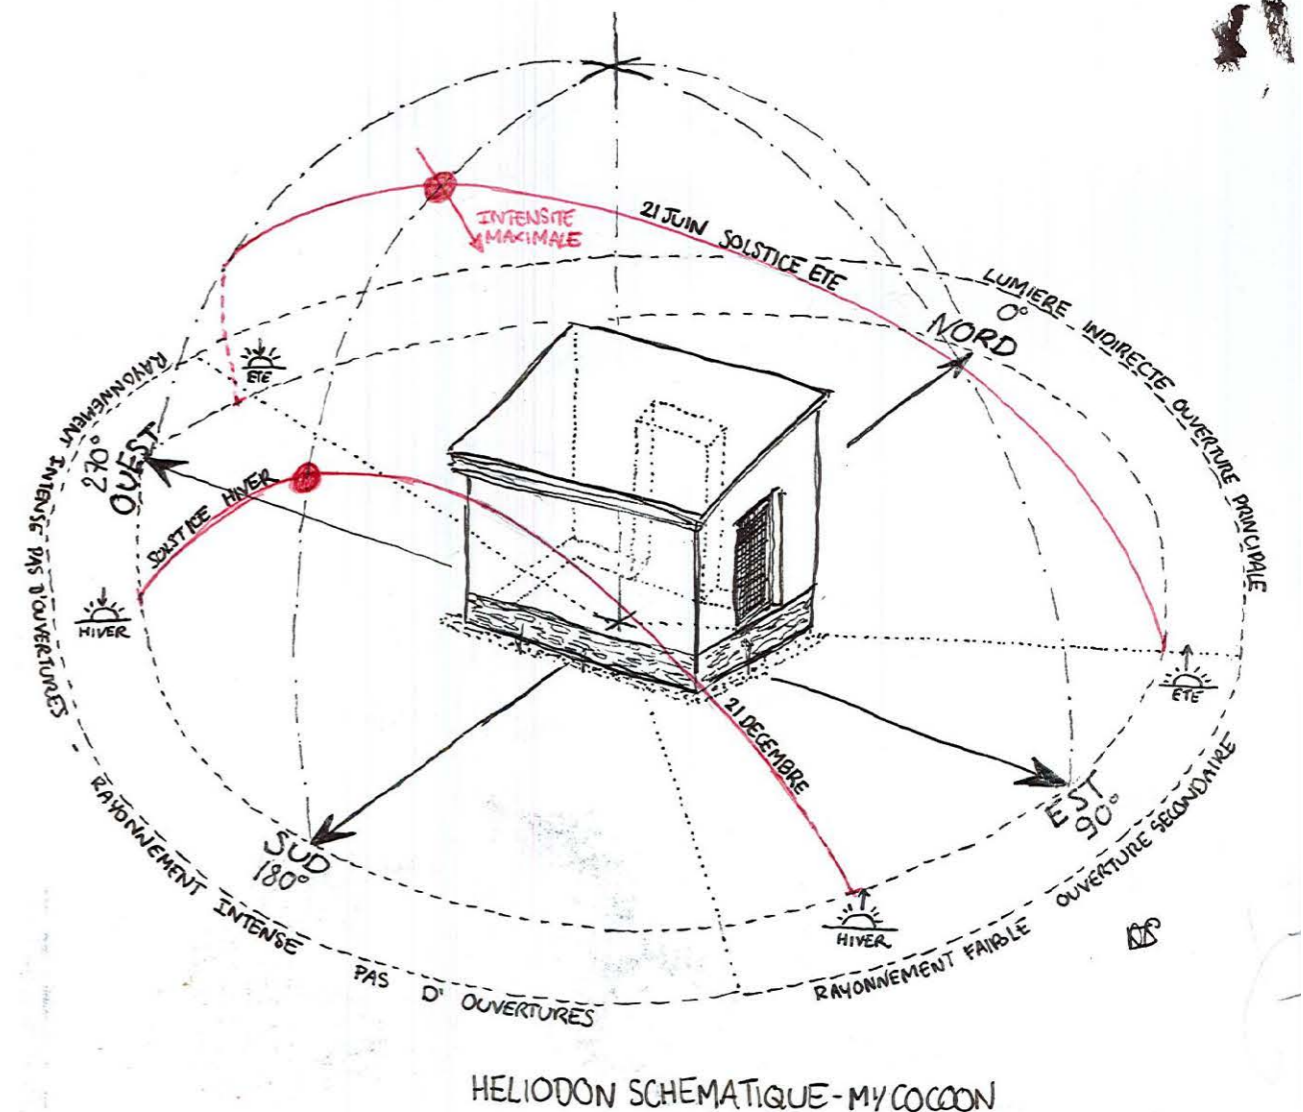 INTENSITE
MAXIMALE
21 JUIN SOLSTICE ETE
LUMIERE INDIRECTE OUVERTURE PRINCIPALE
0°
NORD
ETE
RAYONNEMENT INTENSE PAS D'OUVERTURES
270°
OUEST
SOLSTICE HIVER
HIVER
21 DECEMBRE
ETE
EST
90°
SUD
180°
RAYONNEMENT INTENSE PAS D'OUVERTURES
HIVER
RAYONNEMENT FAIBLE OUVERTURE SECONDAIRE
HELIODON SCHEMATIQUE-MY COCOON